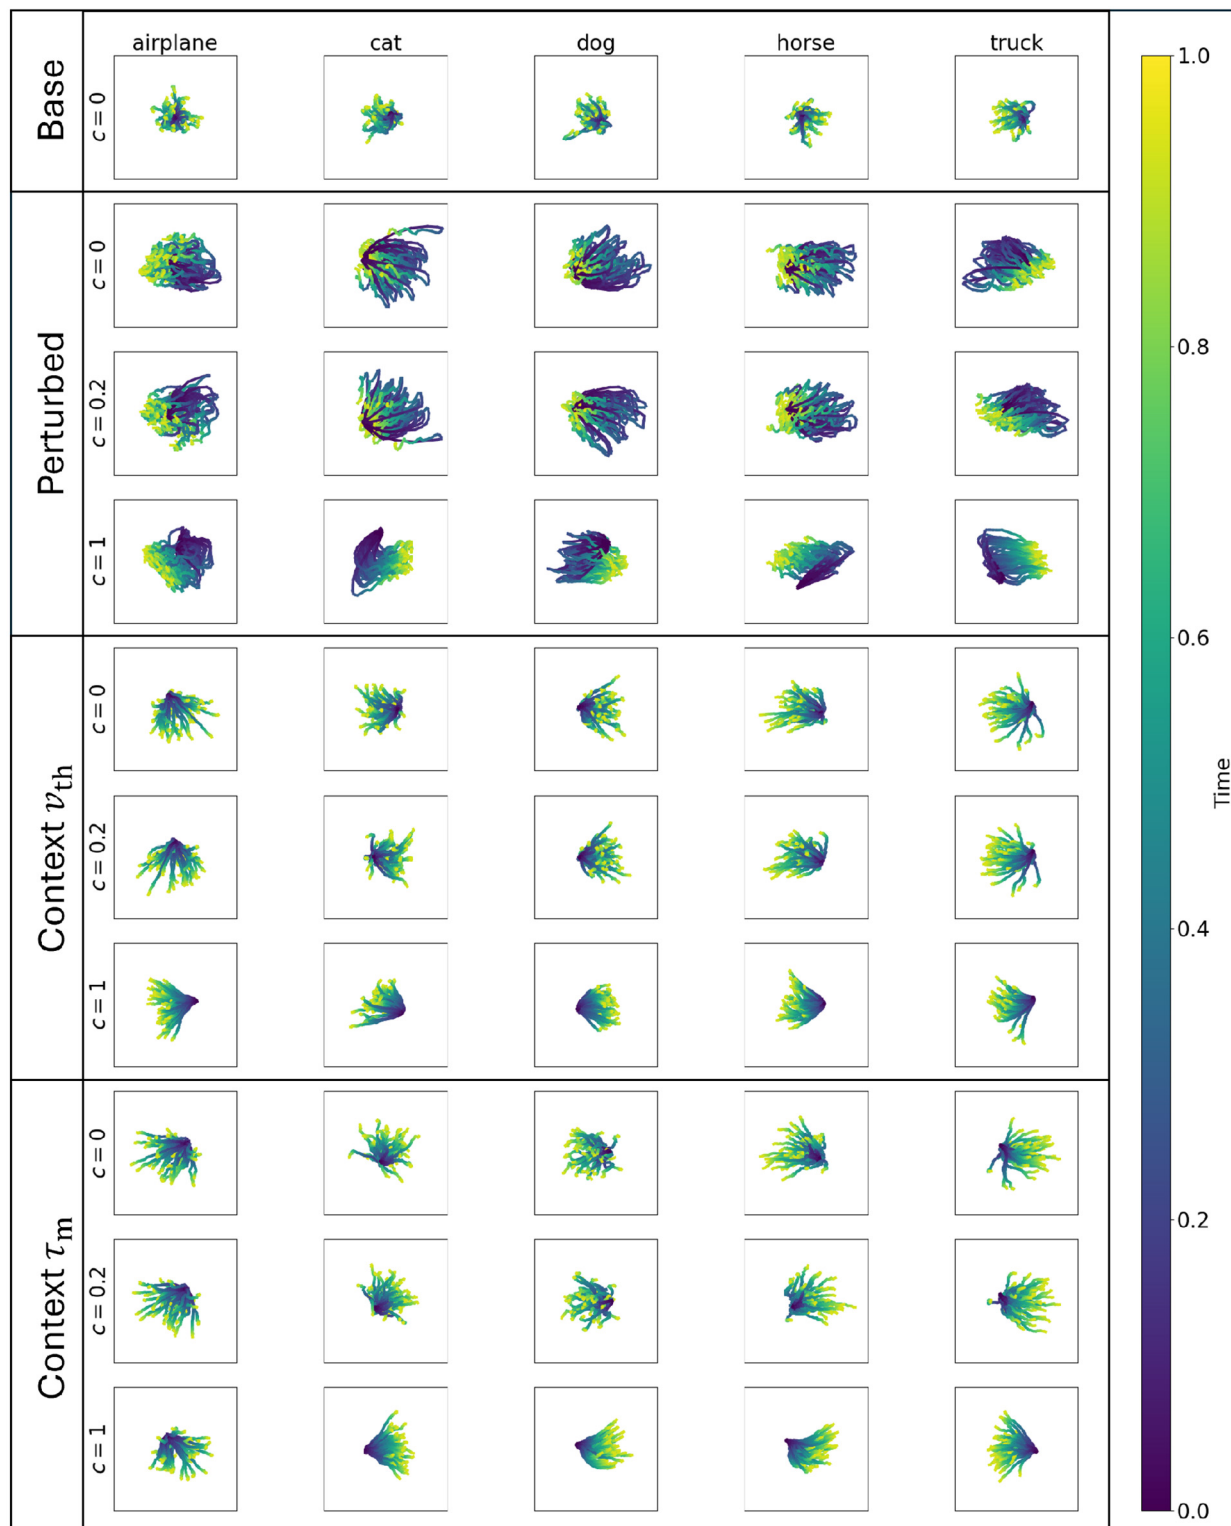 airplane cat dog horse truck
Base
c = 0
Perturbed
c = 0
c = 0.2
c = 1
Context v_th
c = 0
c = 0.2
c = 1
Context τ_m
c = 0
c = 0.2
c = 1
1.0
0.8
0.6
0.4
0.2
0.0
Time